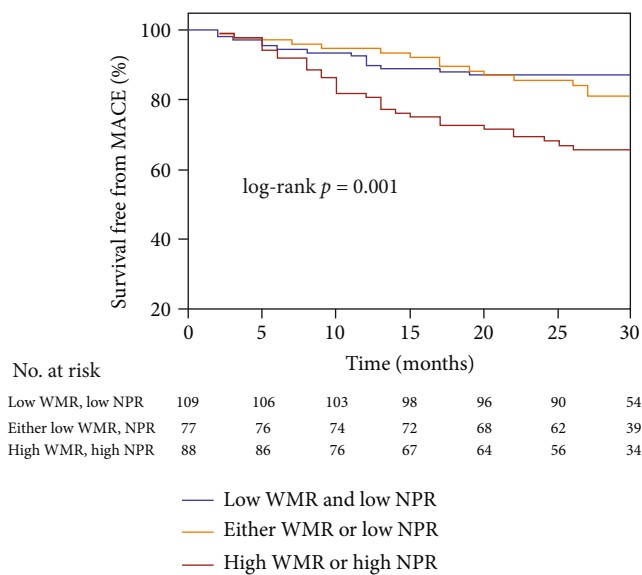 100
80
60
40
20
Survival free from MACE (%)
log-rank p = 0.001
0 5 10 15 20 25 30
Time (months)
No. at risk
Low WMR, low NPR 109 106 103 98 96 90 54
Either low WMR, NPR 77 76 74 72 68 62 39
High WMR, high NPR 88 86 76 67 64 56 34
Low WMR and low NPR
Either WMR or low NPR
High WMR or high NPR